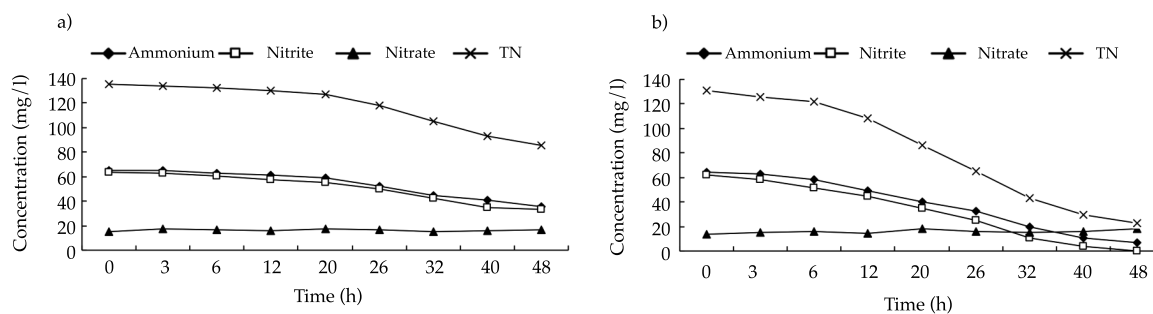 a)
Ammonium Nitrite Nitrate TN
Concentration (mg/l)
140
120
100
80
60
40
20
0
0 3 6 12 20 26 32 40 48
Time (h)
b)
Ammonium Nitrite Nitrate TN
Concentration (mg/l)
140
120
100
80
60
40
20
0
0 3 6 12 20 26 32 40 48
Time (h)